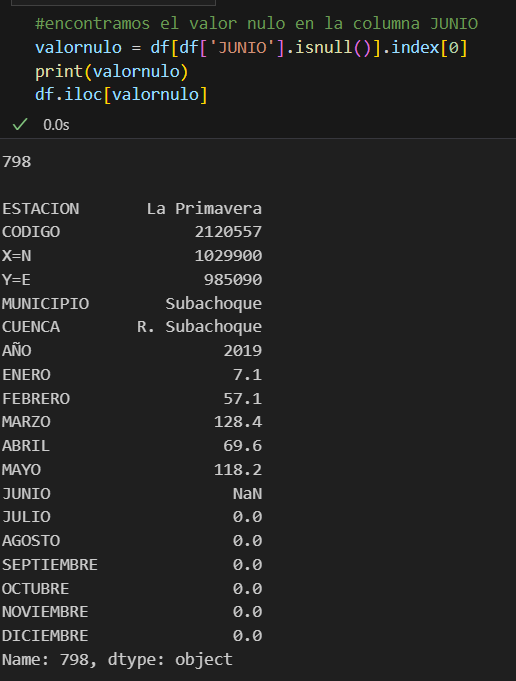 #encontramos el valor nulo en la columna JUNIO
valornulo = df[df['JUNIO'].isnull()].index[0]
print(valornulo)
df.iloc[valornulo]
✓ 0.0s
798
ESTACION La Primavera
CODIGO 2120557
X=N 1029900
Y=E 985090
MUNICIPIO Subachoque
CUENCA R. Subachoque
AÑO 2019
ENERO 7.1
FEBRERO 57.1
MARZO 128.4
ABRIL 69.6
MAYO 118.2
JUNIO NaN
JULIO 0.0
AGOSTO 0.0
SEPTIEMBRE 0.0
OCTUBRE 0.0
NOVIEMBRE 0.0
DICIEMBRE 0.0
Name: 798, dtype: object